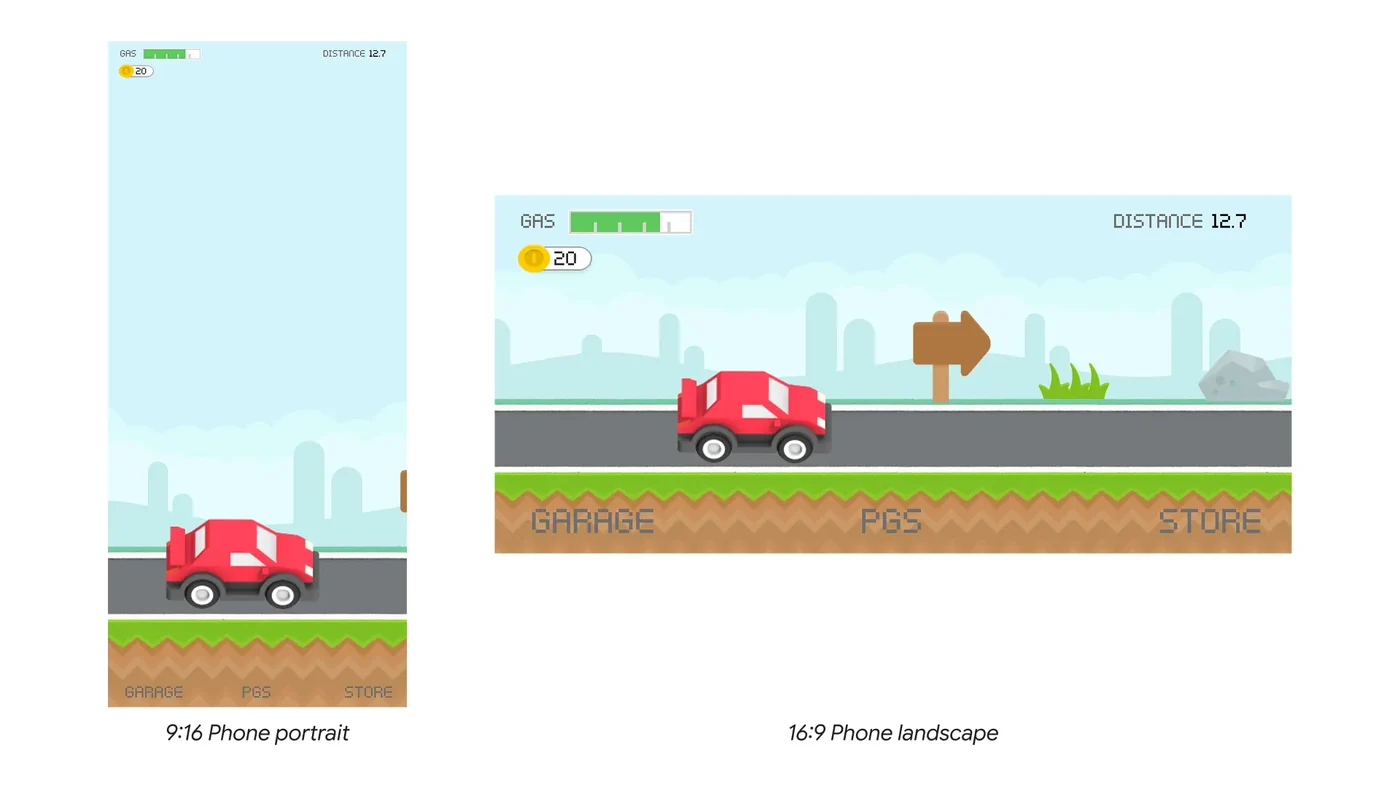 GAS
DISTANCE 12.7
20
GARAGE PGS STORE
9:16 Phone portrait
GAS
DISTANCE 12.7
20
GARAGE PGS STORE
16:9 Phone landscape